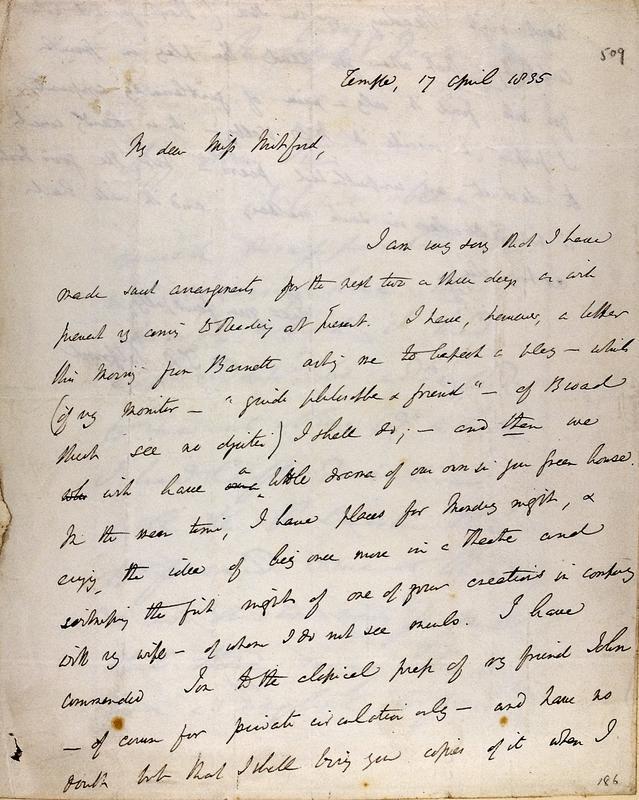 509
Temple, 17 April 1835
My dear Miss Mitford,
I am very sorry that I have
made such arrangements for the next two or three days as will
prevent my coming to Reading at present. I have, however, a letter
this morning from Barnett asking me to inspect a play – which
(if my monitor – "guide philosopher & friend" – of Broad
Street see no objection) I shall do; – and then we
who will have our a little drama of our own in your green house.
In the mean time, I have places for Monday night, &
enjoy the idea of being once more in a Theatre and
witnessing the first night of one of your creations in company
with my wife – of whom I do not see much. I have
commended Ion to the classical press of my friend John
– of course for private circulation only – and have no
doubt but that I shall bring you copies of it when I
186